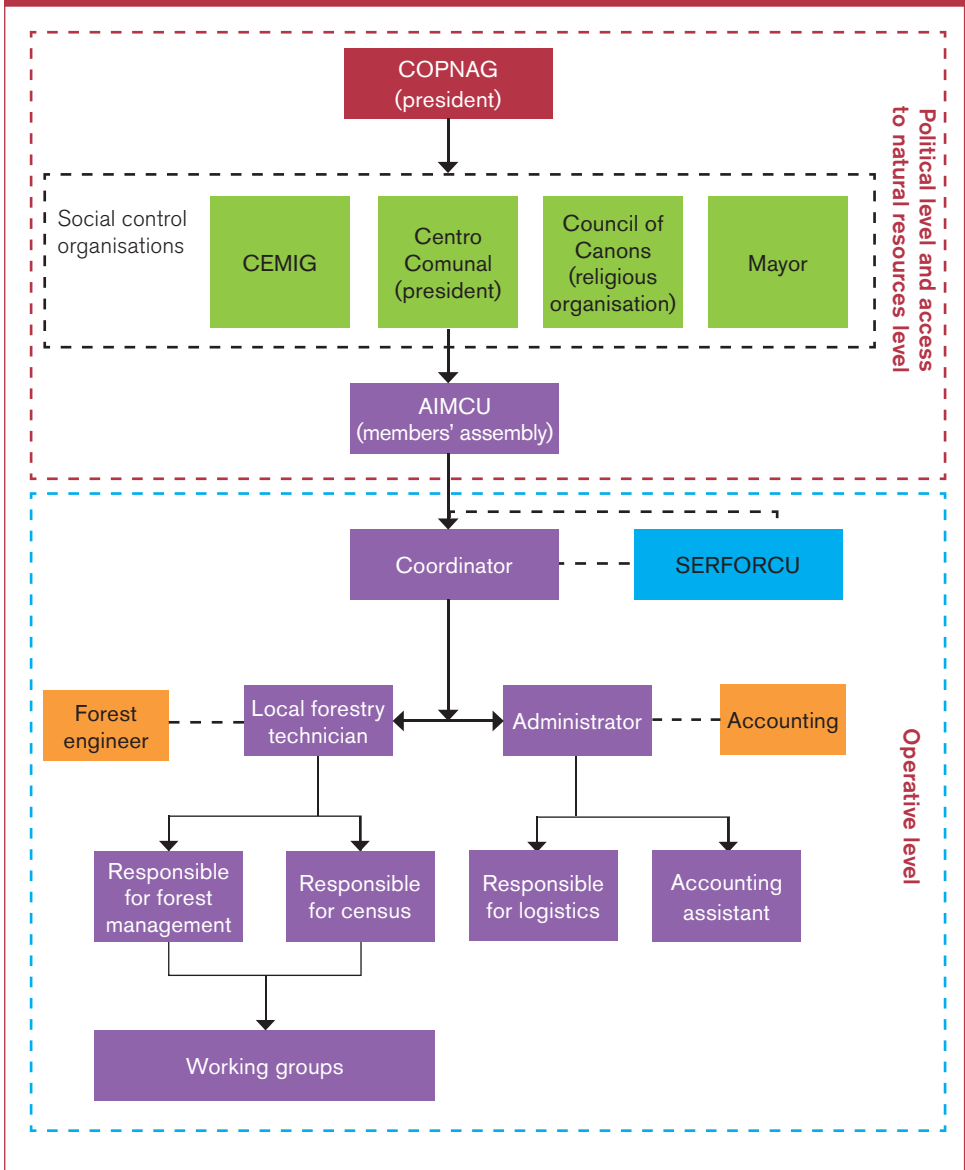 COPNAG
(president)
Political level and access
to natural resources level
Social control
organisations
CEMIG
Centro
Comunal
(president)
Council of
Canons
(religious
organisation)
Mayor
AIMCU
(members’ assembly)
Coordinator
SERFORCU
Forest
engineer
Local forestry
technician
Administrator
Accounting
Operative level
Responsible
for forest
management
Responsible
for census
Responsible
for logistics
Accounting
assistant
Working groups